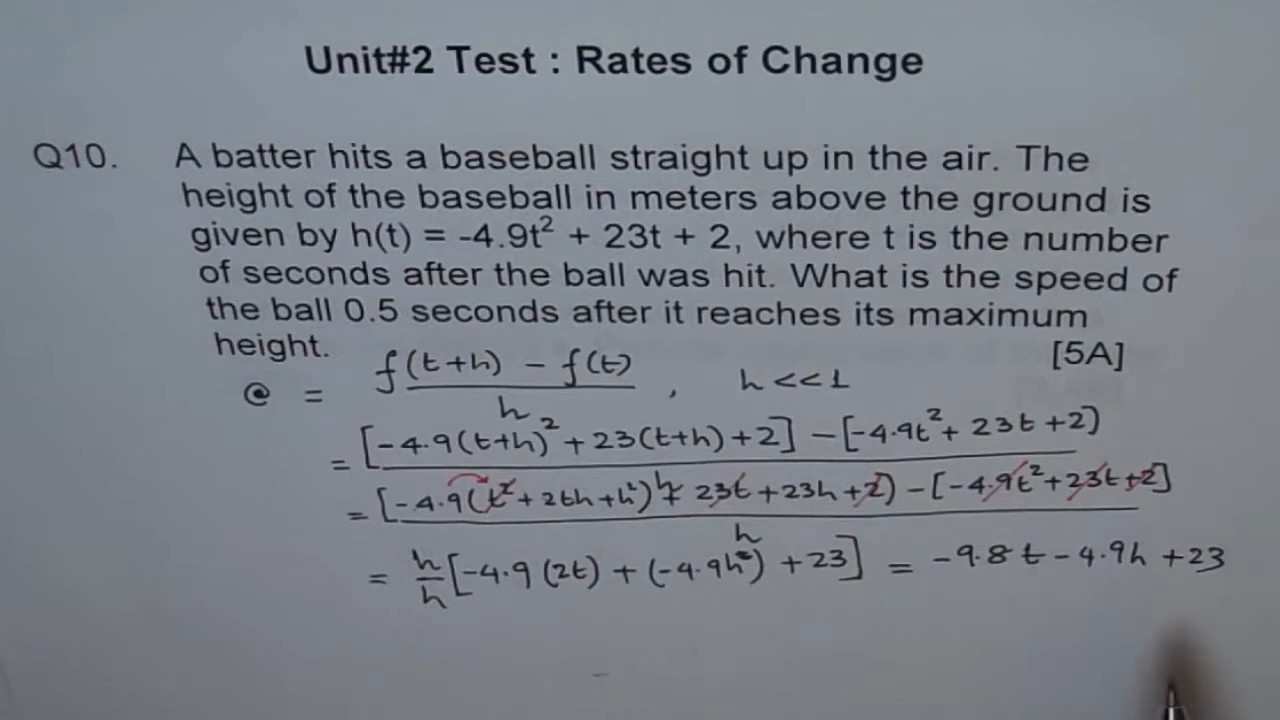 Unit#2 Test : Rates of Change
Q10. A batter hits a baseball straight up in the air. The
height of the baseball in meters above the ground is
given by h(t) = -4.9t² + 23t + 2, where t is the number
of seconds after the ball was hit. What is the speed of
the ball 0.5 seconds after it reaches its maximum
height. [5A]
@ = f(t+h) - f(t) / h , h <<1
= [-4.9(t+h)² + 23(t+h) + 2] - [-4.9t² + 23t + 2) / h
= [-4.9(t² + 2th + h²) + 23t + 23h + 2) - [-4.9t² + 23t + 2] / h
= h/h [-4.9 (2t) + (-4.9h²) + 23] = -9.8t - 4.9h + 23